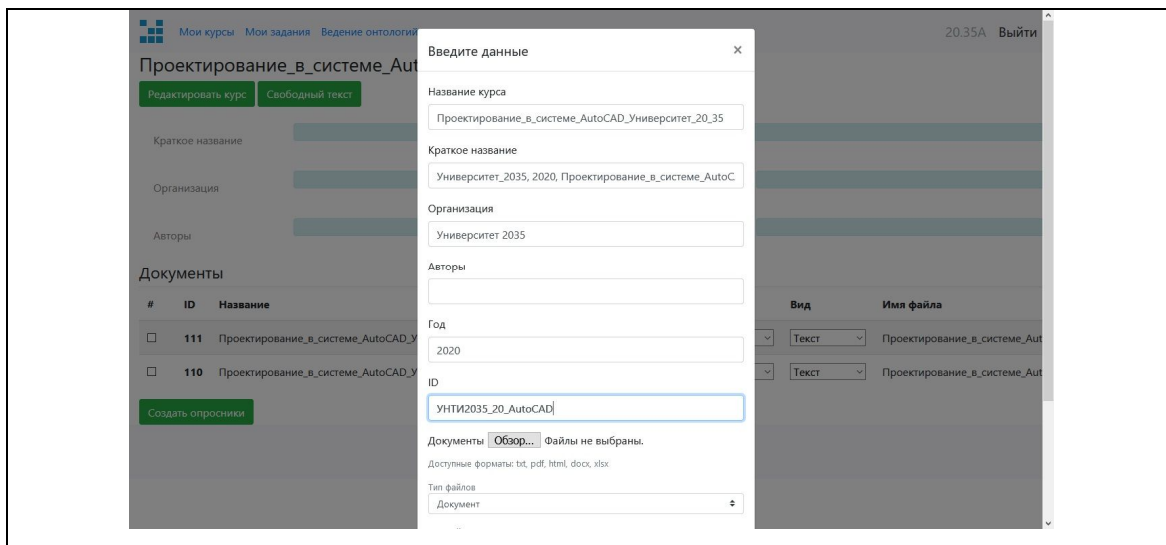 Мои курсы Мои задания Ведение онтологий
20.35A Выйти
Проектирование_в_системе_Aut
Редактировать курс Свободный текст
Краткое название
Организация
Авторы
Документы
# ID Название Вид Имя файла
111 Проектирование_в_системе_AutoCAD_У Текст Проектирование_в_системе_Aut
110 Проектирование_в_системе_AutoCAD_У Текст Проектирование_в_системе_Aut
Создать опросники
Введите данные ×
Название курса
Проектирование_в_системе_AutoCAD_Университет_20_35
Краткое название
Университет_2035, 2020, Проектирование_в_системе_AutoC
Организация
Университет 2035
Авторы
Год
2020
ID
УНТИ2035_20_AutoCAD
Документы Обзор... Файлы не выбраны.
Доступные форматы: txt, pdf, html, docx, xlsx
Тип файлов
Документ